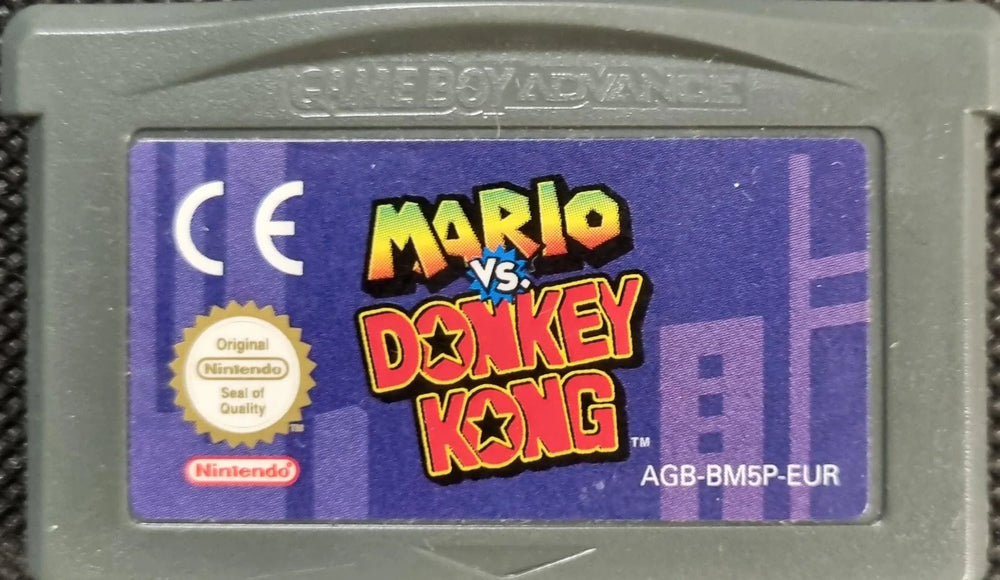 GAME BOY ADVANCE
CE
MARIO
VS.
DONKEY
KONG
TM
Original
Nintendo
Seal of
Quality
TM
Nintendo®
AGB-BM5P-EUR